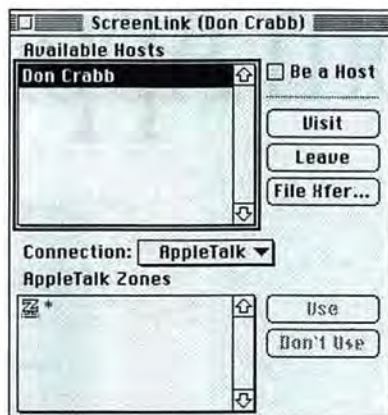 ScreenLink (Don Crabb)
Available Hosts
Don Crabb
Be a Host
Visit
Leave
File Xfer...
Connection: AppleTalk
AppleTalk Zones
*
Use
Don't Use